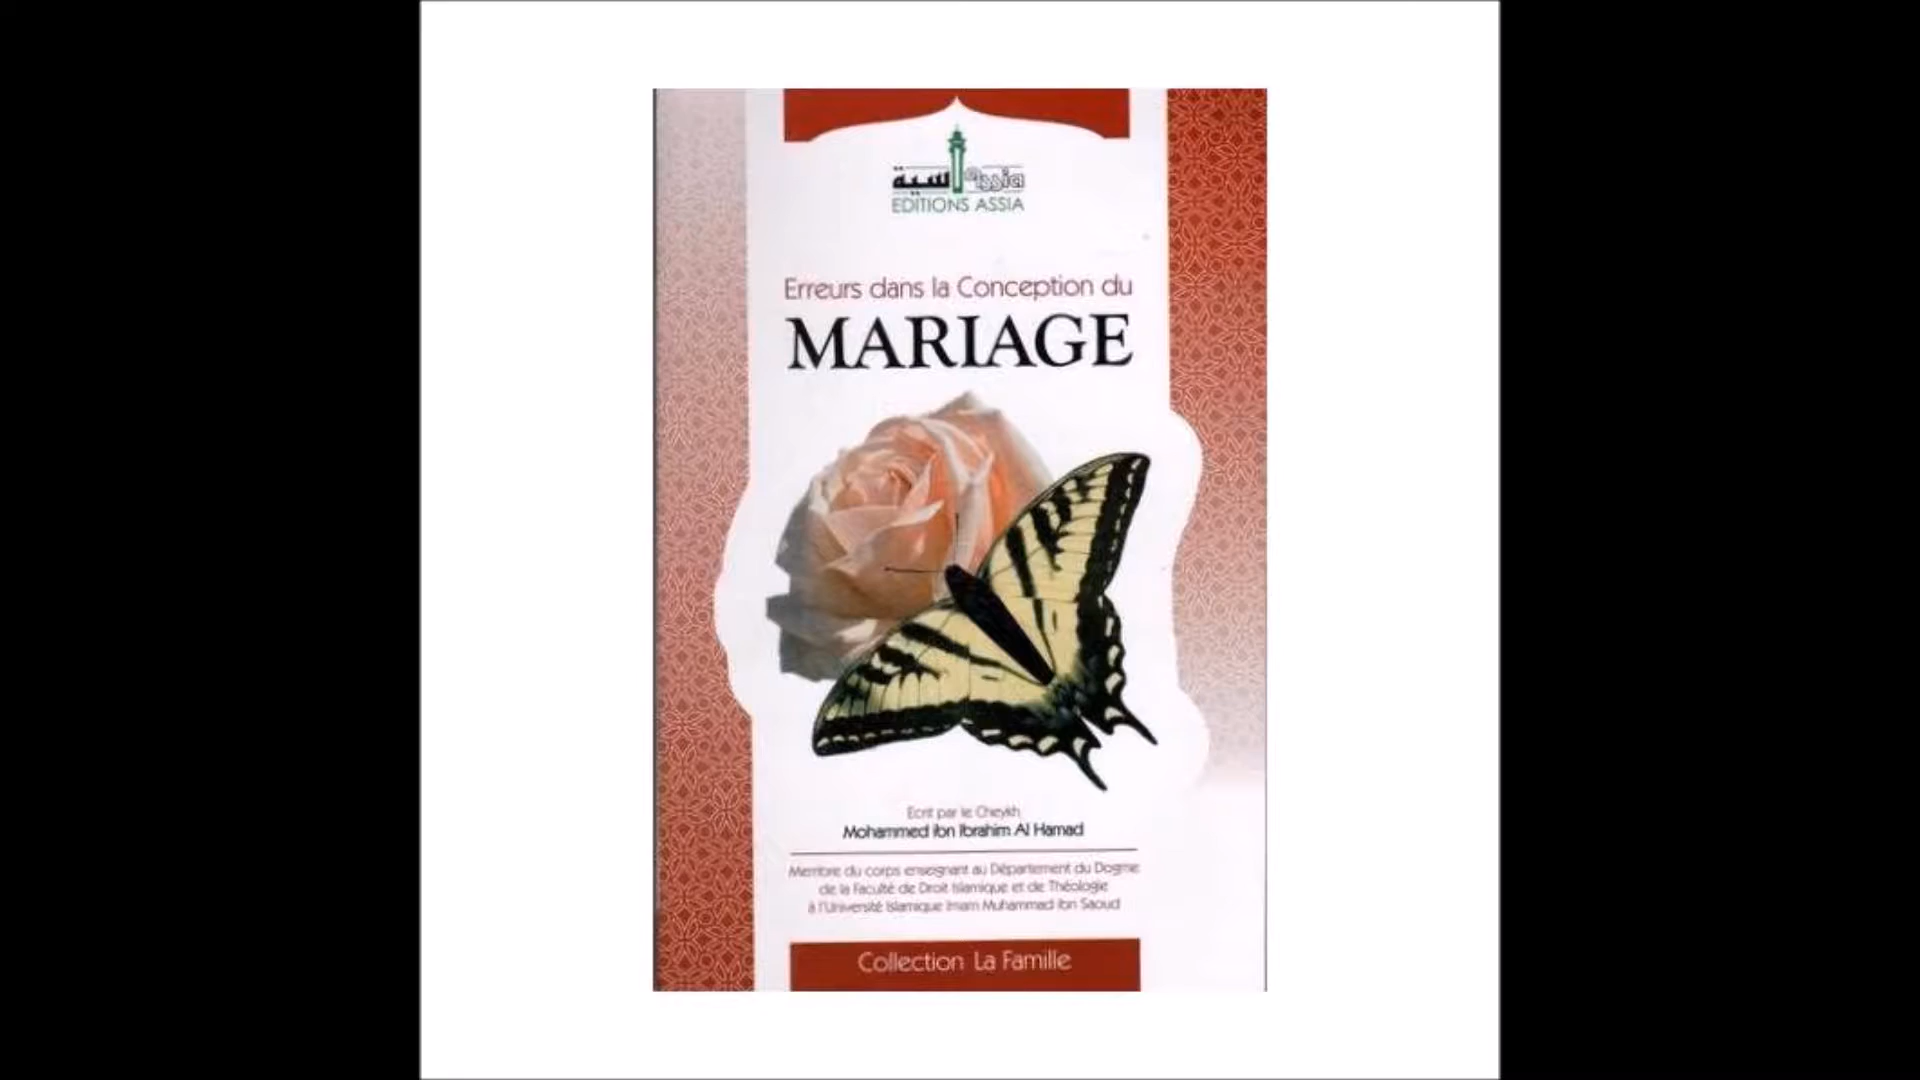 آسية assia
EDITIONS ASSIA
Erreurs dans la Conception du
MARIAGE
Ecrit par le Cheykh
Mohammed ibn Ibrahim Al Hamad
Membre du corps enseignant au Département du Dogme
de la Faculté de Droit Islamique et de Théologie
à l'Université Islamique Imam Muhammad ibn Saoud
Collection La Famille